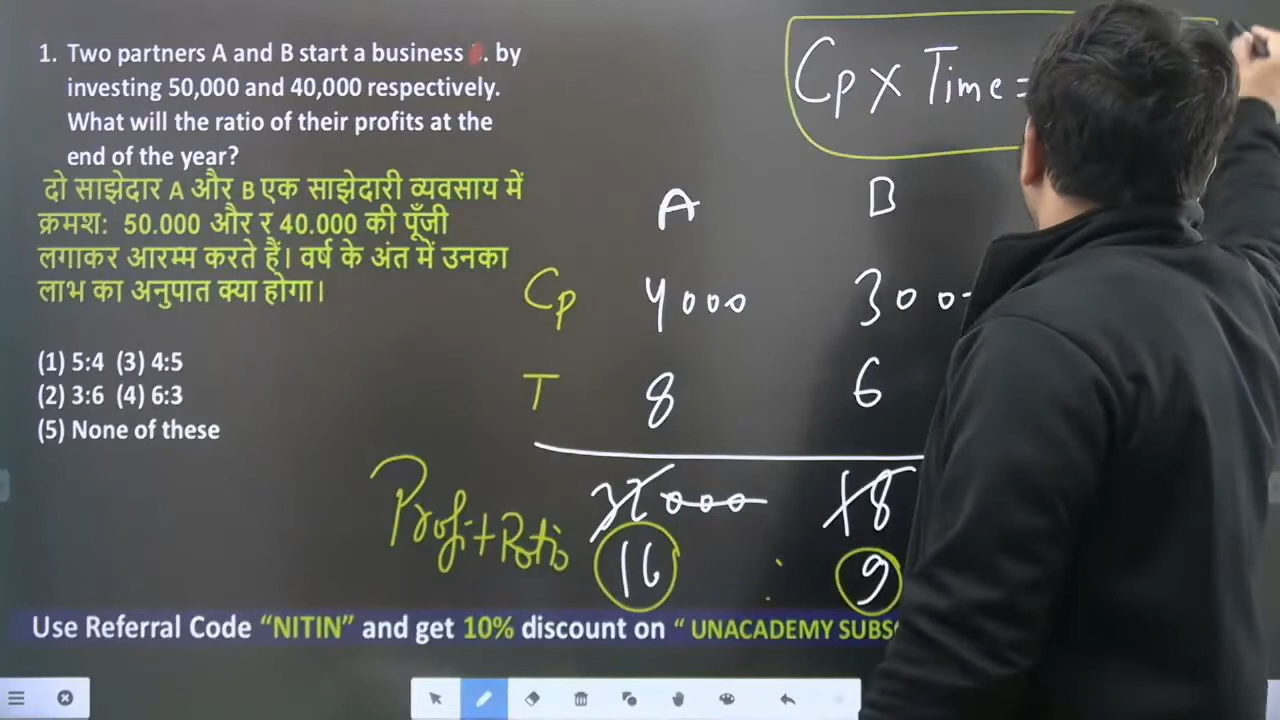 1. Two partners A and B start a business . by
investing 50,000 and 40,000 respectively.
What will the ratio of their profits at the
end of the year?
दो साझेदार A और B एक साझेदारी व्यवसाय में
क्रमश: 50.000 और र 40.000 की पूँजी
लगाकर आरम्म करते हैं। वर्ष के अंत में उनका
लाभ का अनुपात क्या होगा।
(1) 5:4 (3) 4:5
(2) 3:6 (4) 6:3
(5) None of these
Cp X Time =
A B
Cp 4000 300
T 8 6
Profit Ratio 32000 18
16 : 9
Use Referral Code “NITIN” and get 10% discount on “ UNACADEMY